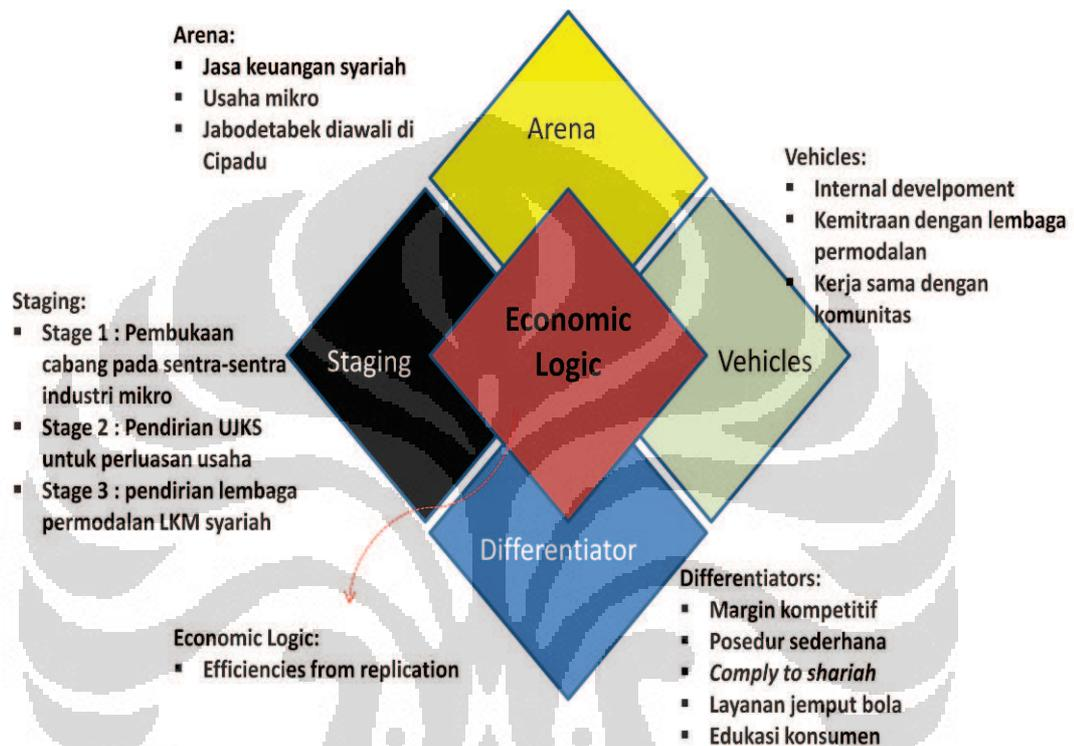 Arena:
▪ Jasa keuangan syariah
▪ Usaha mikro
▪ Jabodetabek diawali di
Cipadu
Arena
Vehicles:
▪ Internal develpoment
▪ Kemitraan dengan lembaga
permodalan
▪ Kerja sama dengan
komunitas
Staging:
▪ Stage 1 : Pembukaan
cabang pada sentra-sentra
industri mikro
▪ Stage 2 : Pendirian UJKS
untuk perluasan usaha
▪ Stage 3 : pendirian lembaga
permodalan LKM syariah
Staging
Economic
Logic
Vehicles
Differentiator
Economic Logic:
▪ Efficiencies from replication
Differentiators:
▪ Margin kompetitif
▪ Posedur sederhana
▪ Comply to shariah
▪ Layanan jemput bola
▪ Edukasi konsumen